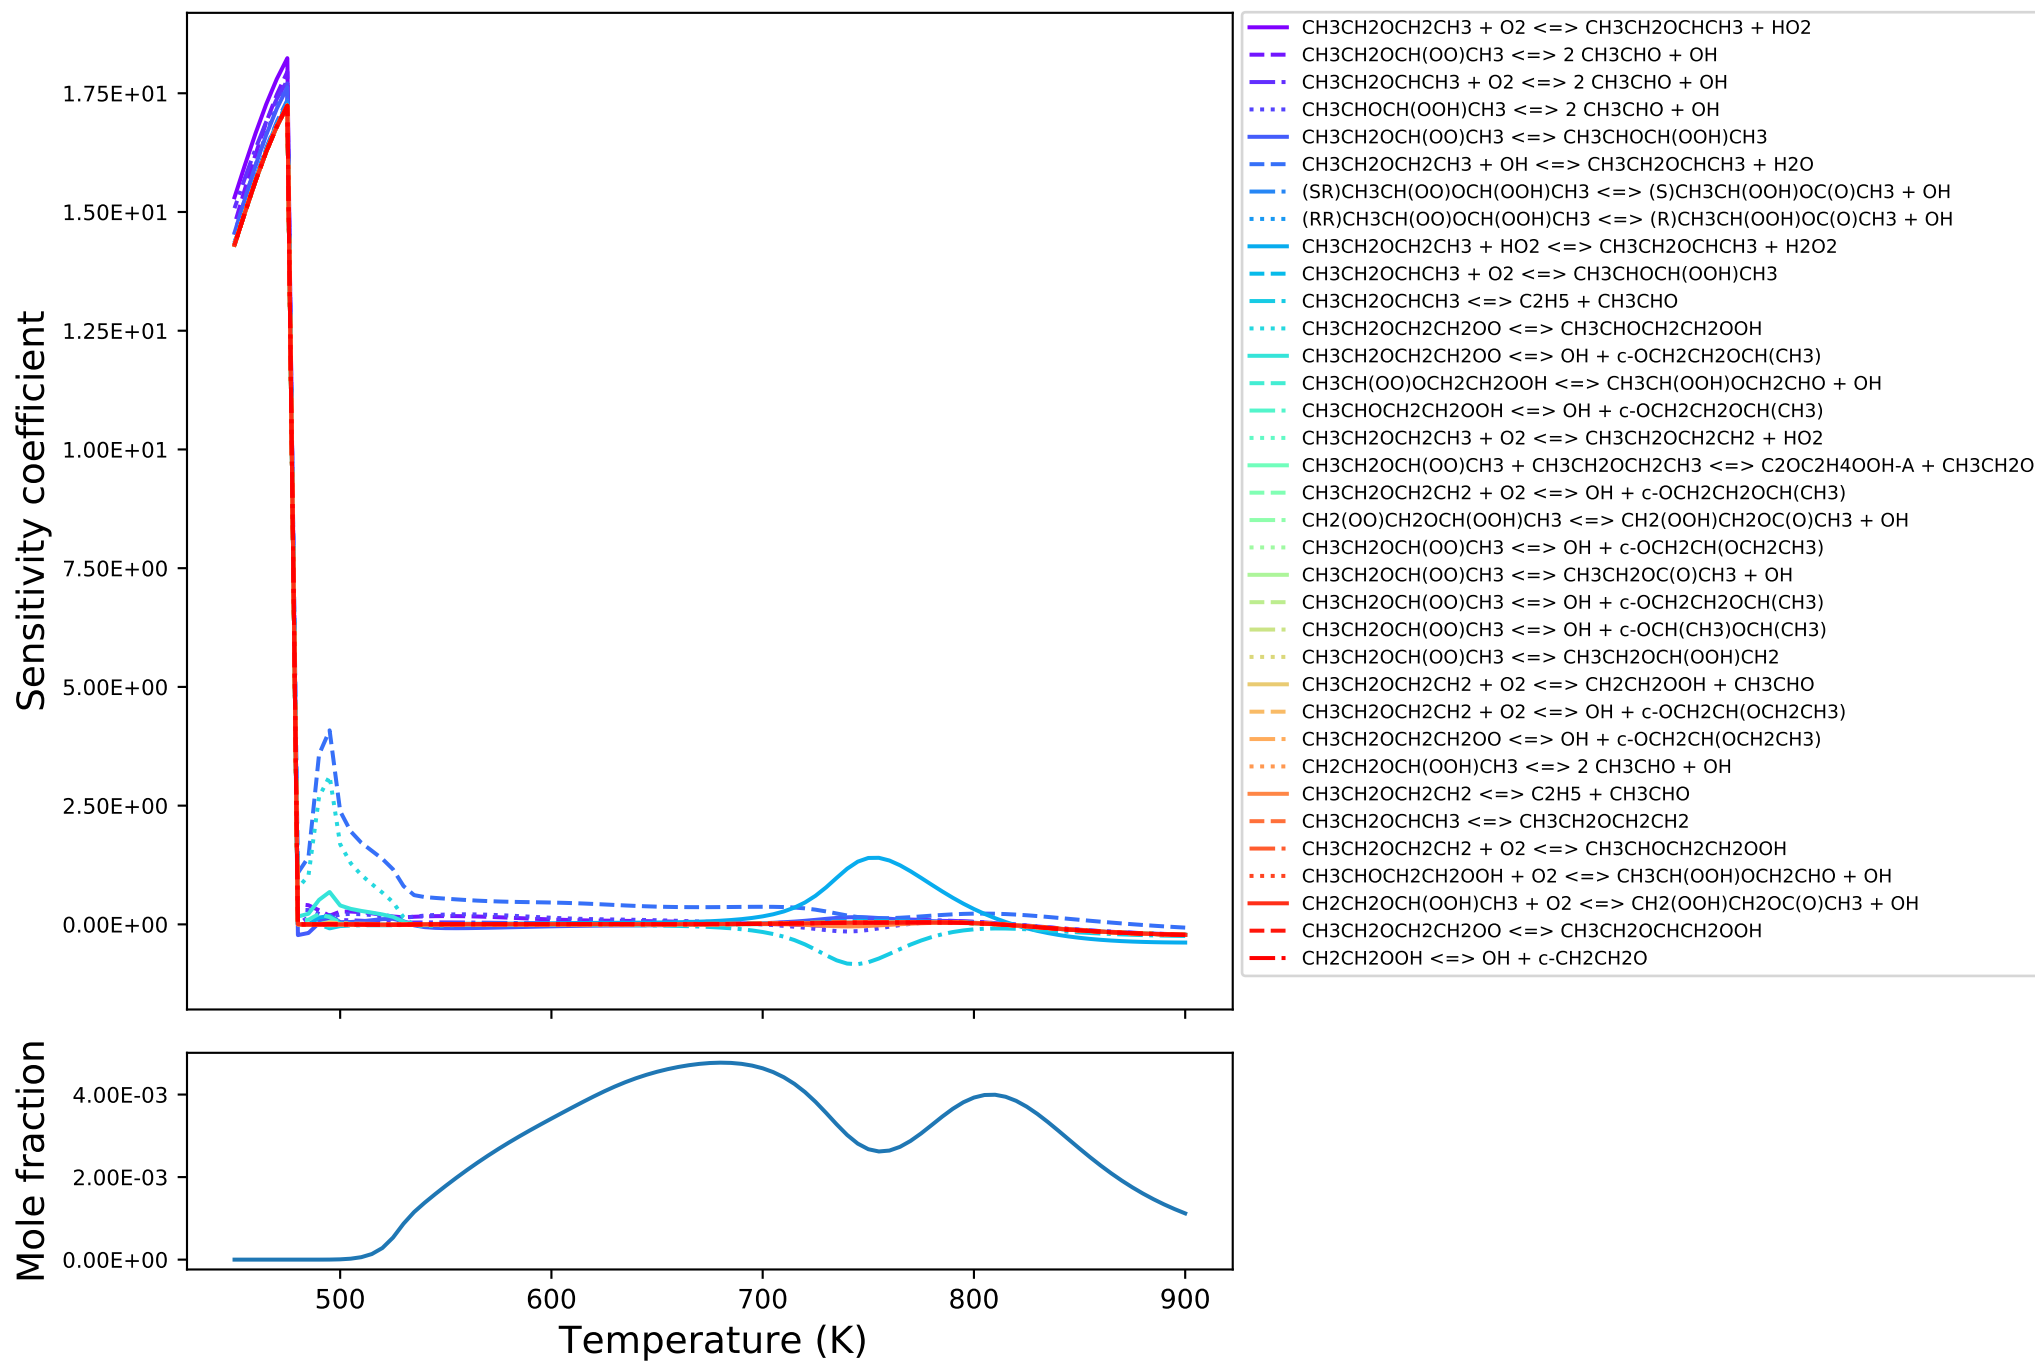 Sensitivity coefficient
1.75E+01
1.50E+01
1.25E+01
1.00E+01
7.50E+00
5.00E+00
2.50E+00
0.00E+00
CH3CH2OCH2CH3 + O2 <=> CH3CH2OCHCH3 + HO2
CH3CH2OCH(OO)CH3 <=> 2 CH3CHO + OH
CH3CH2OCHCH3 + O2 <=> 2 CH3CHO + OH
CH3CHOCH(OOH)CH3 <=> 2 CH3CHO + OH
CH3CH2OCH(OO)CH3 <=> CH3CHOCH(OOH)CH3
CH3CH2OCH2CH3 + OH <=> CH3CH2OCHCH3 + H2O
(SR)CH3CH(OO)OCH(OOH)CH3 <=> (S)CH3CH(OOH)OC(O)CH3 + OH
(RR)CH3CH(OO)OCH(OOH)CH3 <=> (R)CH3CH(OOH)OC(O)CH3 + OH
CH3CH2OCH2CH3 + HO2 <=> CH3CH2OCHCH3 + H2O2
CH3CH2OCHCH3 + O2 <=> CH3CHOCH(OOH)CH3
CH3CH2OCHCH3 <=> C2H5 + CH3CHO
CH3CH2OCH2CH2OO <=> CH3CHOCH2CH2OOH
CH3CH2OCH2CH2OO <=> OH + c-OCH2CH2OCH(CH3)
CH3CH(OO)OCH2CH2OOH <=> CH3CH(OOH)OCH2CHO + OH
CH3CHOCH2CH2OOH <=> OH + c-OCH2CH2OCH(CH3)
CH3CH2OCH2CH3 + O2 <=> CH3CH2OCH2CH2 + HO2
CH3CH2OCH(OO)CH3 + CH3CH2OCH2CH3 <=> C2OC2H4OOH-A + CH3CH2O
CH3CH2OCH2CH2 + O2 <=> OH + c-OCH2CH2OCH(CH3)
CH2(OO)CH2OCH(OOH)CH3 <=> CH2(OOH)CH2OC(O)CH3 + OH
CH3CH2OCH(OO)CH3 <=> OH + c-OCH2CH(OCH2CH3)
CH3CH2OCH(OO)CH3 <=> CH3CH2OC(O)CH3 + OH
CH3CH2OCH(OO)CH3 <=> OH + c-OCH2CH2OCH(CH3)
CH3CH2OCH(OO)CH3 <=> OH + c-OCH(CH3)OCH(CH3)
CH3CH2OCH(OO)CH3 <=> CH3CH2OCH(OOH)CH2
CH3CH2OCH2CH2 + O2 <=> CH2CH2OOH + CH3CHO
CH3CH2OCH2CH2 + O2 <=> OH + c-OCH2CH(OCH2CH3)
CH3CH2OCH2CH2OO <=> OH + c-OCH2CH(OCH2CH3)
CH2CH2OCH(OOH)CH3 <=> 2 CH3CHO + OH
CH3CH2OCH2CH2 <=> C2H5 + CH3CHO
CH3CH2OCHCH3 <=> CH3CH2OCH2CH2
CH3CH2OCH2CH2 + O2 <=> CH3CHOCH2CH2OOH
CH3CHOCH2CH2OOH + O2 <=> CH3CH(OOH)OCH2CHO + OH
CH2CH2OCH(OOH)CH3 + O2 <=> CH2(OOH)CH2OC(O)CH3 + OH
CH3CH2OCH2CH2OO <=> CH3CH2OCHCH2OOH
CH2CH2OOH <=> OH + c-CH2CH2O
Mole fraction
4.00E-03
2.00E-03
0.00E+00
500 600 700 800 900
Temperature (K)